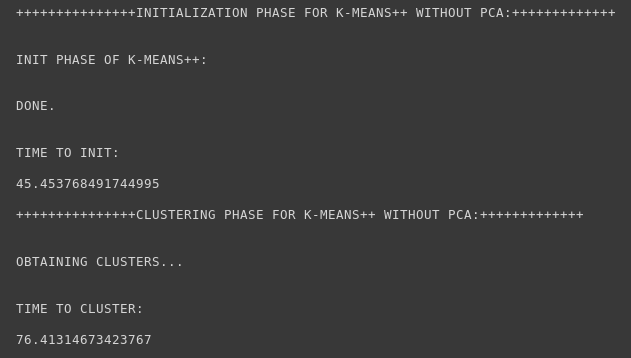 +++++++++++++++INITIALIZATION PHASE FOR K-MEANS++ WITHOUT PCA:+++++++++++++
INIT PHASE OF K-MEANS++:
DONE.
TIME TO INIT:
45.453768491744995
+++++++++++++++CLUSTERING PHASE FOR K-MEANS++ WITHOUT PCA:+++++++++++++
OBTAINING CLUSTERS...
TIME TO CLUSTER:
76.41314673423767